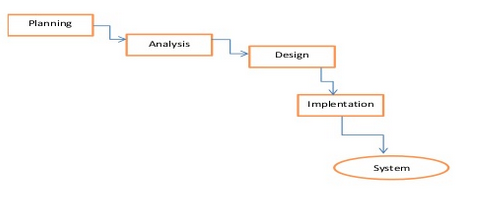 Planning
Analysis
Design
Implentation
System